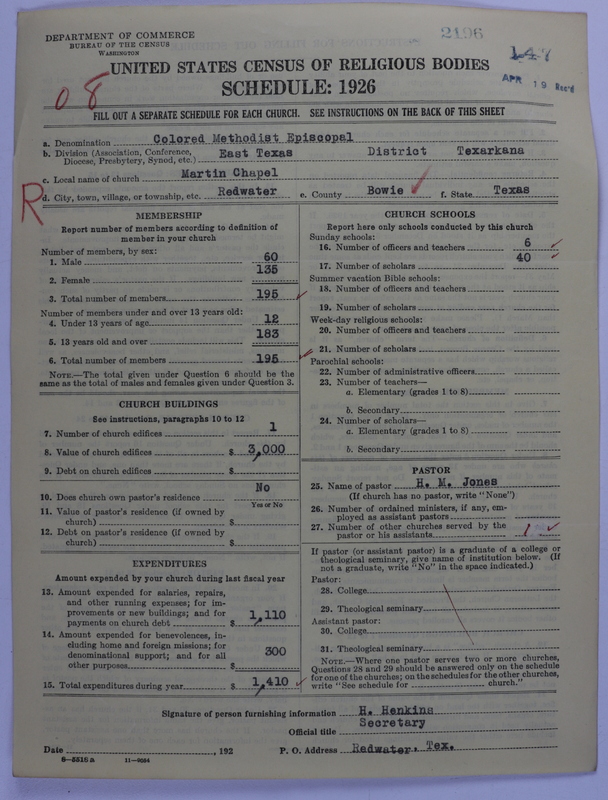 DEPARTMENT OF COMMERCE
BUREAU OF THE CENSUS
WASHINGTON
2196
147
APR 19 Rec'd
UNITED STATES CENSUS OF RELIGIOUS BODIES
SCHEDULE: 1926
08
FILL OUT A SEPARATE SCHEDULE FOR EACH CHURCH. SEE INSTRUCTIONS ON THE BACK OF THIS SHEET
a. Denomination Colored Methodist Episcopal
b. Division (Association, Conference, Diocese, Presbytery, Synod, etc.) East Texas District Texarkana
c. Local name of church Martin Chapel
R
d. City, town, village, or township, etc. Redwater e. County Bowie f. State Texas
MEMBERSHIP
Report number of members according to definition of
member in your church
Number of members, by sex:
1. Male 60
2. Female 135
3. Total number of members 195
Number of members under and over 13 years old:
4. Under 13 years of age 12
5. 13 years old and over 183
6. Total number of members 195
NOTE.—The total given under Question 6 should be the
same as the total of males and females given under Question 3.
CHURCH BUILDINGS
See instructions, paragraphs 10 to 12
7. Number of church edifices 1
8. Value of church edifices $ 3,000
9. Debt on church edifices $
10. Does church own pastor's residence No
Yes or No
11. Value of pastor's residence (if owned by
church) $
12. Debt on pastor's residence (if owned by
church) $
EXPENDITURES
Amount expended by your church during last fiscal year
13. Amount expended for salaries, repairs,
and other running expenses; for im-
provements or new buildings; and for
payments on church debt $ 1,110
14. Amount expended for benevolences, in-
cluding home and foreign missions; for
denominational support; and for all
other purposes $ 300
15. Total expenditures during year $ 1,410
CHURCH SCHOOLS
Report here only schools conducted by this church
Sunday schools:
16. Number of officers and teachers 6
17. Number of scholars 40
Summer vacation Bible schools:
18. Number of officers and teachers
19. Number of scholars
Week-day religious schools:
20. Number of officers and teachers
21. Number of scholars
Parochial schools:
22. Number of administrative officers
23. Number of teachers—
a. Elementary (grades 1 to 8)
b. Secondary
24. Number of scholars—
a. Elementary (grades 1 to 8)
b. Secondary
PASTOR
25. Name of pastor H. M. Jones
(If church has no pastor, write "None")
26. Number of ordained ministers, if any, em-
ployed as assistant pastors
27. Number of other churches served by the
pastor or his assistants 1
If pastor (or assistant pastor) is a graduate of a college or
theological seminary, give name of institution below. (If
not a graduate, write "No" in the space indicated.)
Pastor:
28. College
29. Theological seminary
Assistant pastor:
30. College
31. Theological seminary
NOTE.—Where one pastor serves two or more churches,
Questions 28 and 29 should be answered only on the schedule
for one of the churches; on the schedules for the other churches,
write "See schedule for church."
Signature of person furnishing information H. Henkins
Official title Secretary
Date , 192 P. O. Address Redwater, Tex.
8-5518a 11-9054